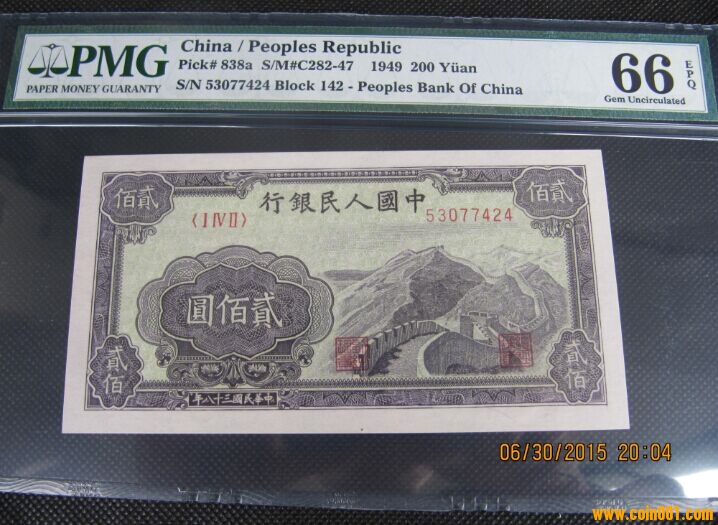 PMG
PAPER MONEY GUARANTY
China / Peoples Republic
Pick# 838a S/M#C282-47 1949 200 Yüan
S/N 53077424 Block 142 - Peoples Bank Of China
66 EPQ
Gem Uncirculated
佰貳
佰貳
行銀民人國中
〈I IV II〉
53077424
圓佰貳
貳佰
貳佰
年八十三國民華中
06/30/2015 20:04
www.coin001.com